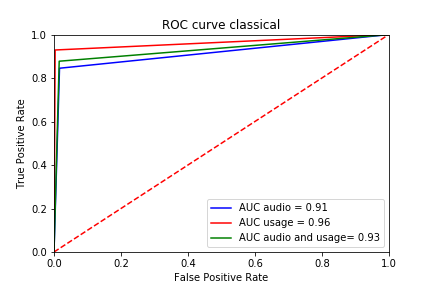 ROC curve classical
True Positive Rate
1.0
0.8
0.6
0.4
0.2
0.0
AUC audio = 0.91
AUC usage = 0.96
AUC audio and usage= 0.93
0.0 0.2 0.4 0.6 0.8 1.0
False Positive Rate